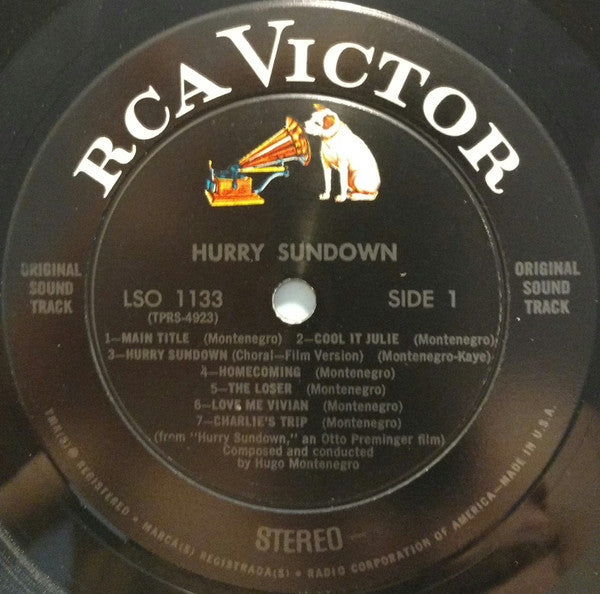 RCA VICTOR
HURRY SUNDOWN
ORIGINAL
SOUND
TRACK
ORIGINAL
SOUND
TRACK
LSO 1133
(TPRS-4923)
SIDE 1
1—MAIN TITLE (Montenegro) 2—COOL IT JULIE (Montenegro)
3—HURRY SUNDOWN (Choral—Film Version) (Montenegro-Kaye)
4—HOMECOMING (Montenegro)
5—THE LOSER (Montenegro)
6—LOVE ME VIVIAN (Montenegro)
7—CHARLIE'S TRIP (Montenegro)
(from "Hurry Sundown," an Otto Preminger film)
Composed and conducted
by Hugo Montenegro
STEREO
TMK(S) ® REGISTERED • MARCA(S) REGISTRADA(S) • RADIO CORPORATION OF AMERICA—MADE IN U.S.A.